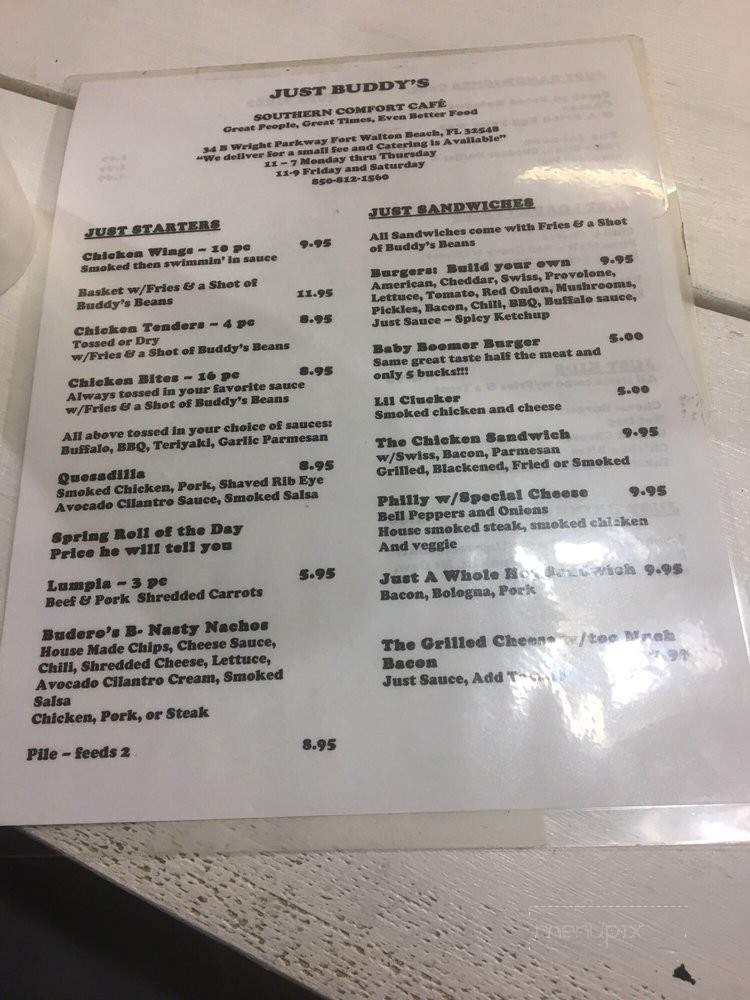 JUST BUDDY'S
SOUTHERN COMFORT CAFÉ
Great People, Great Times, Even Better Food
34 B Wright Parkway Fort Walton Beach, FL 32548
"We deliver for a small fee and Catering is Available"
11 – 7 Monday thru Thursday
11-9 Friday and Saturday
850-812-1560
JUST STARTERS
Chicken Wings – 10 pc 9.95
Smoked then swimmin' in sauce
Basket w/Fries & a Shot of
Buddy's Beans 11.95
Chicken Tenders – 4 pc 8.95
Tossed or Dry
w/Fries & a Shot of Buddy's Beans
Chicken Bites – 16 pc 8.95
Always tossed in your favorite sauce
w/Fries & a Shot of Buddy's Beans
All above tossed in your choice of sauces:
Buffalo, BBQ, Teriyaki, Garlic Parmesan
Quesadilla 8.95
Smoked Chicken, Pork, Shaved Rib Eye
Avocado Cilantro Sauce, Smoked Salsa
Spring Roll of the Day
Price he will tell you
Lumpia – 3 pc 5.95
Beef & Pork Shredded Carrots
Budero's B- Nasty Nachos
House Made Chips, Cheese Sauce,
Chili, Shredded Cheese, Lettuce,
Avocado Cilantro Cream, Smoked
Salsa
Chicken, Pork, or Steak
Pile – feeds 2 8.95
JUST SANDWICHES
All Sandwiches come with Fries & a Shot
of Buddy's Beans
Burgers: Build your own 9.95
American, Cheddar, Swiss, Provolone,
Lettuce, Tomato, Red Onion, Mushrooms,
Pickles, Bacon, Chili, BBQ, Buffalo sauce,
Just Sauce – Spicy Ketchup
Baby Boomer Burger 5.00
Same great taste half the meat and
only 5 bucks!!!
Lil Clucker 5.00
Smoked chicken and cheese
The Chicken Sandwich 9.95
w/Swiss, Bacon, Parmesan
Grilled, Blackened, Fried or Smoked
Philly w/Special Cheese 9.95
Bell Peppers and Onions
House smoked steak, smoked chicken
And veggie
Just A Whole Hog Sandwich 9.95
Bacon, Bologna, Pork
The Grilled Cheese w/too Much
Bacon
Just Sauce, Add
menupix